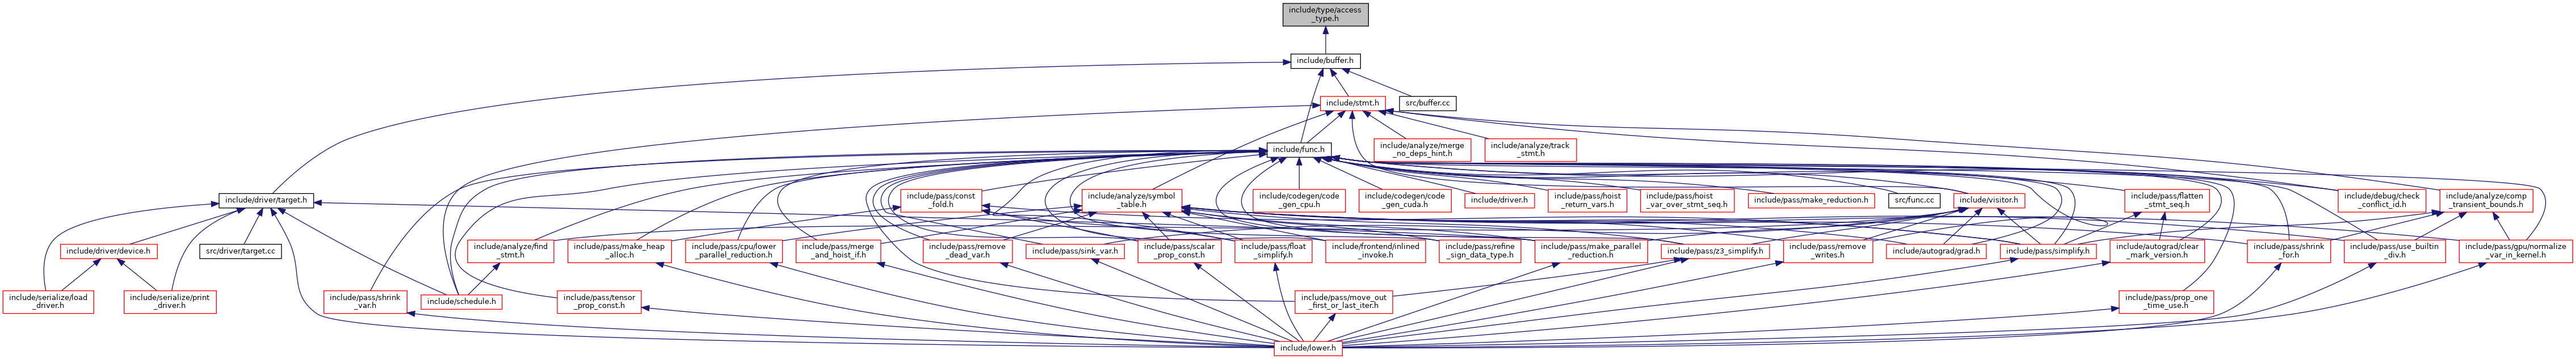 include/type/access
_type.h
include/buffer.h
include/stmt.h
src/buffer.cc
include/analyze/merge
_no_deps_hint.h
include/analyze/track
_stmt.h
include/func.h
include/driver/target.h
include/pass/const
_fold.h
include/analyze/symbol
_table.h
include/codegen/code
_gen_cpu.h
include/codegen/code
_gen_cuda.h
include/driver.h
include/pass/hoist
_return_vars.h
include/pass/hoist
_var_over_stmt_seq.h
include/pass/make_reduction.h
src/func.cc
include/visitor.h
include/pass/flatten
_stmt_seq.h
include/debug/check
_conflict_id.h
include/analyze/comp
_transient_bounds.h
include/driver/device.h
src/driver/target.cc
include/analyze/find
_stmt.h
include/pass/make_heap
_alloc.h
include/pass/cpu/lower
_parallel_reduction.h
include/pass/merge
_and_hoist_if.h
include/pass/remove
_dead_var.h
include/pass/sink_var.h
include/pass/scalar
_prop_const.h
include/pass/float
_simplify.h
include/frontend/inlined
_invoke.h
include/pass/refine
_sign_data_type.h
include/pass/make_parallel
_reduction.h
include/pass/z3_simplify.h
include/pass/remove
_writes.h
include/autograd/grad.h
include/pass/simplify.h
include/autograd/clear
_mark_version.h
include/pass/shrink
_for.h
include/pass/use_builtin
_div.h
include/pass/gpu/normalize
_var_in_kernel.h
include/serialize/load
_driver.h
include/serialize/print
_driver.h
include/pass/shrink
_var.h
include/schedule.h
include/pass/tensor
_prop_const.h
include/pass/move_out
_first_or_last_iter.h
include/pass/prop_one
_time_use.h
include/lower.h